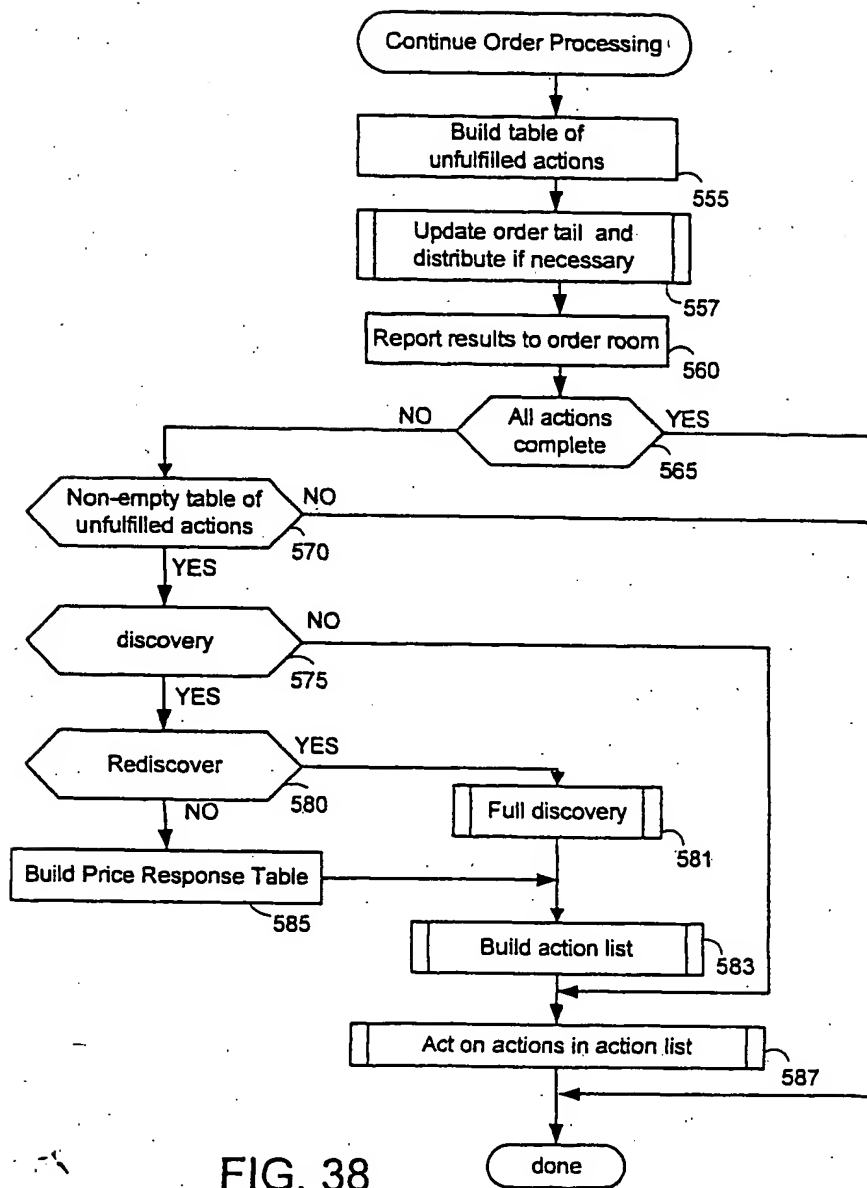 Continue Order Processing
Build table of
unfulfilled actions
555
Update order tail and
distribute if necessary
557
Report results to order room
560
NO
All actions
complete
YES
565
Non-empty table of
unfulfilled actions
NO
570
YES
discovery
NO
575
YES
Rediscover
YES
580
NO
Full discovery
581
Build Price Response Table
585
Build action list
583
Act on actions in action list
587
done
FIG. 38